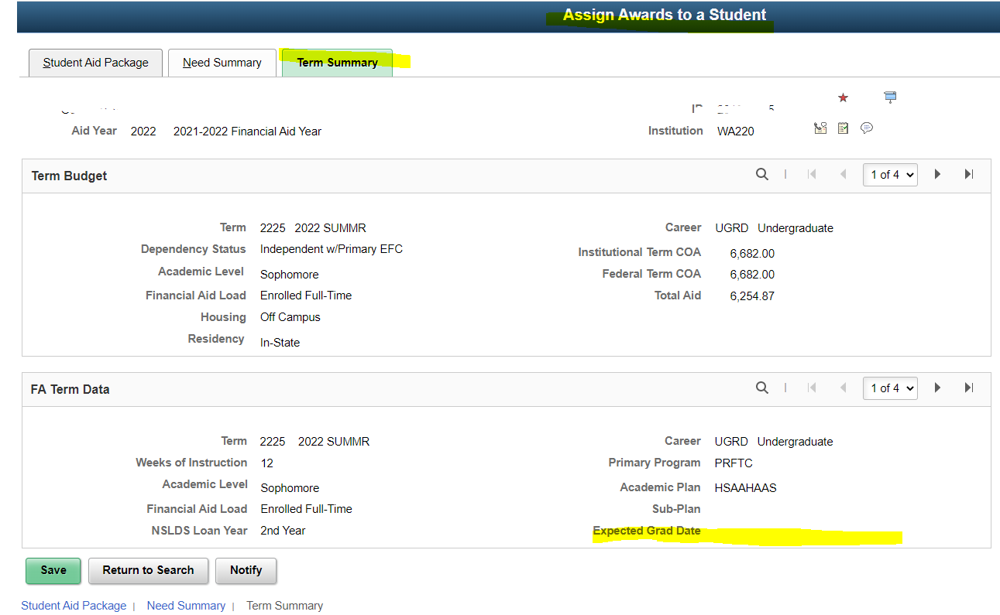 Assign Awards to a Student
Student Aid Package Need Summary Term Summary
Aid Year 2022 2021-2022 Financial Aid Year Institution WA220
Term Budget 1 of 4
Term 2225 2022 SUMMR Career UGRD Undergraduate
Dependency Status Independent w/Primary EFC Institutional Term COA 6,682.00
Academic Level Sophomore Federal Term COA 6,682.00
Financial Aid Load Enrolled Full-Time Total Aid 6,254.87
Housing Off Campus
Residency In-State
FA Term Data 1 of 4
Term 2225 2022 SUMMR Career UGRD Undergraduate
Weeks of Instruction 12 Primary Program PRFTC
Academic Level Sophomore Academic Plan HSAAHAAS
Financial Aid Load Enrolled Full-Time Sub-Plan
NSLDS Loan Year 2nd Year Expected Grad Date
Save Return to Search Notify
Student Aid Package | Need Summary | Term Summary